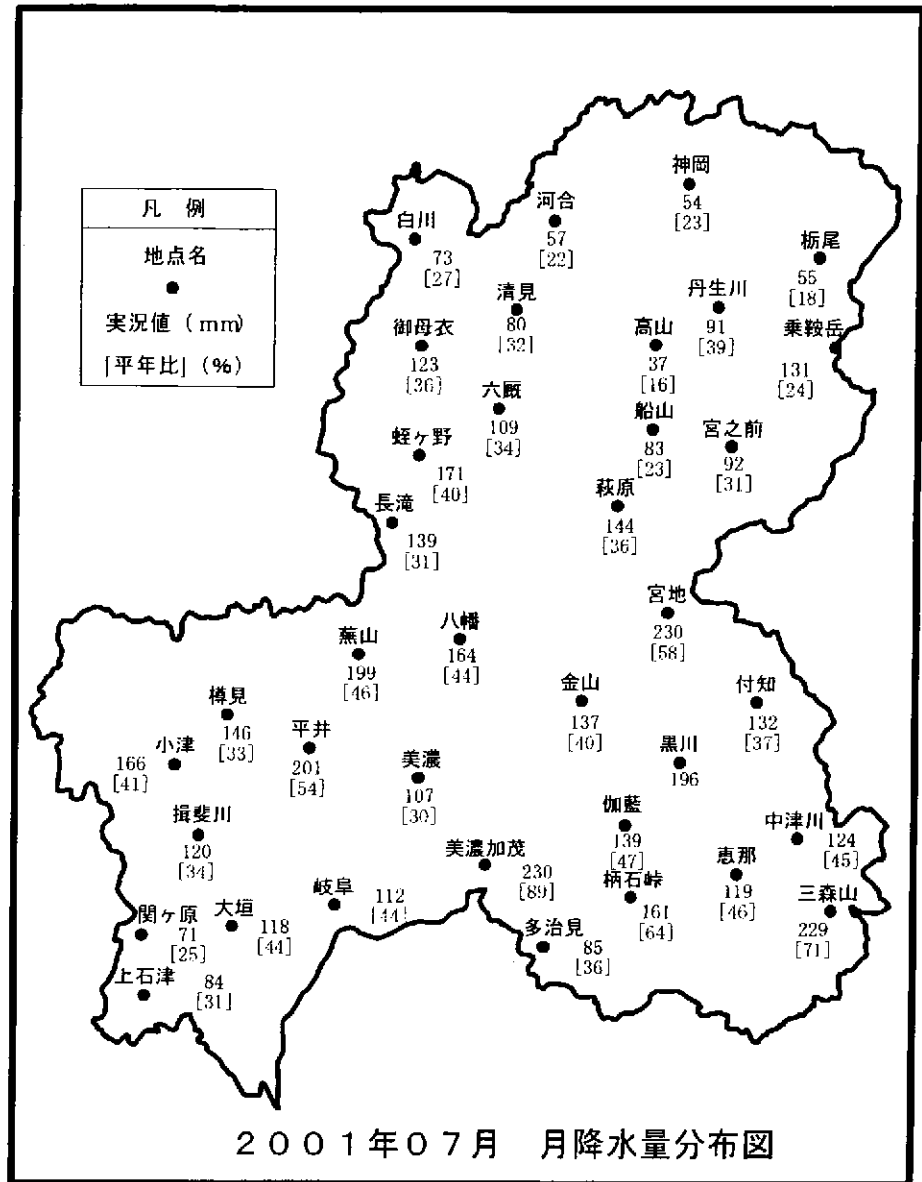 凡 例
地点名
実況値(mm)
[平年比](%)
神岡
54
[23]
河合
57
[22]
白川
73
[27]
栃尾
55
[18]
清見
80
[32]
丹生川
91
[39]
御母衣
123
[36]
高山
37
[16]
乗鞍岳
131
[24]
六厩
109
[34]
船山
83
[23]
宮之前
92
[31]
蛭ヶ野
171
[40]
萩原
144
[36]
長滝
139
[31]
宮地
230
[58]
八幡
164
[44]
蕪山
199
[46]
金山
137
[40]
付知
132
[37]
樽見
146
[33]
平井
201
[54]
小津
166
[41]
美濃
107
[30]
黒川
196
伽藍
139
[47]
中津川
124
[45]
揖斐川
120
[34]
美濃加茂
230
[89]
恵那
119
[46]
柄石峠
161
[64]
三森山
229
[71]
岐阜
112
[44]
大垣
118
[44]
関ヶ原
71
[25]
多治見
85
[36]
上石津
84
[31]
2001年07月 月降水量分布図